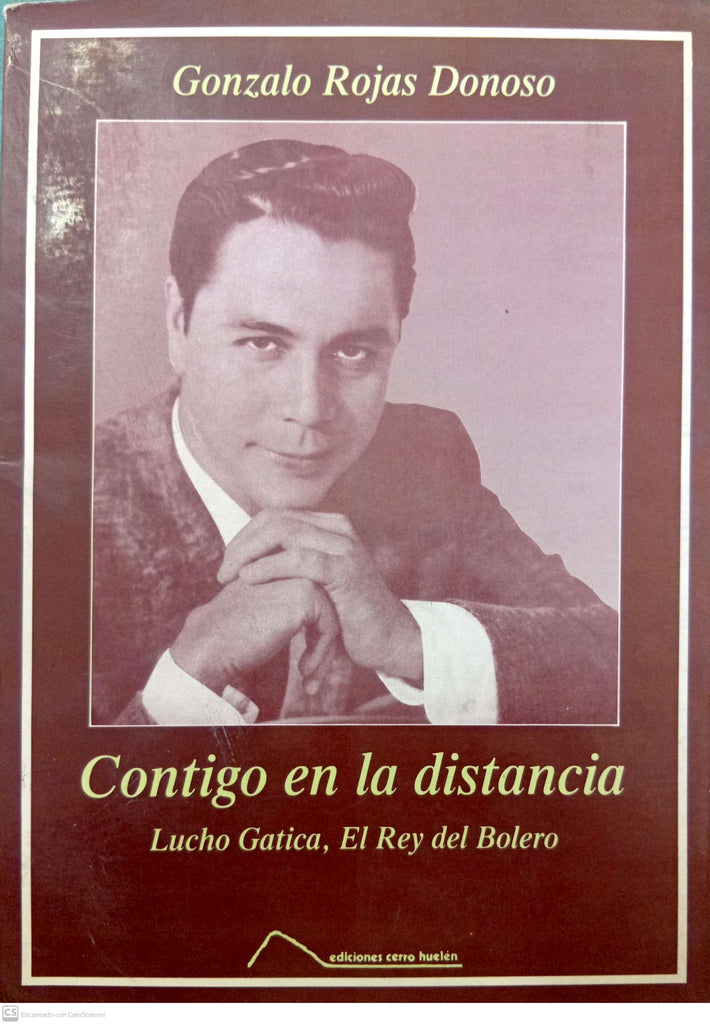 Gonzalo Rojas Donoso
Contigo en la distancia
Lucho Gatica, El Rey del Bolero
ediciones cerro huelén
CS Escaneado con CamScanner